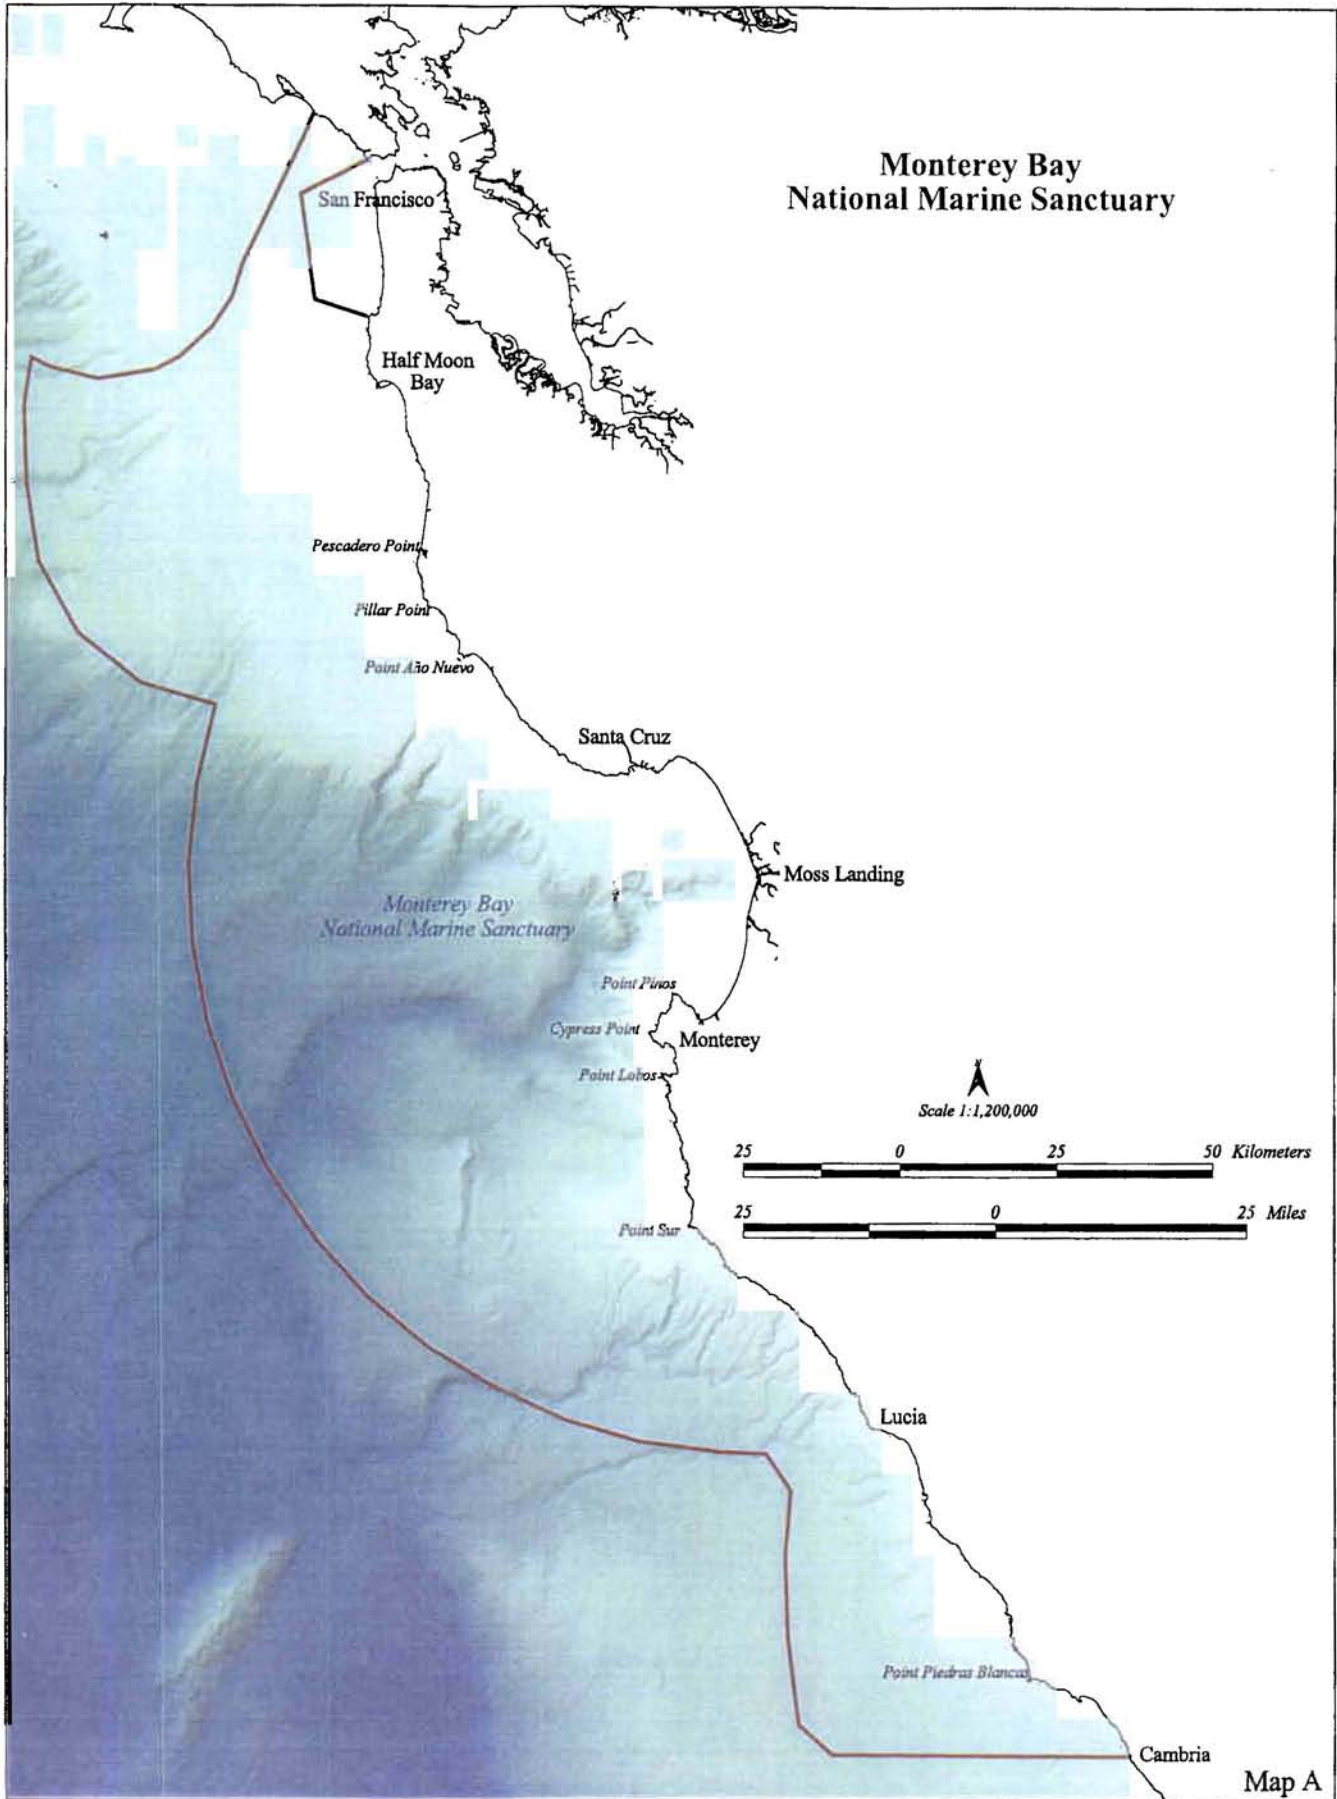 Monterey Bay
National Marine Sanctuary
San Francisco
Half Moon
Bay
Pescadero Point
Pillar Point
Point Año Nuevo
Santa Cruz
Moss Landing
Monterey Bay
National Marine Sanctuary
Point Pinos
Cypress Point
Monterey
Point Lobos
N
Scale 1:1,200,000
25 0 25 50 Kilometers
25 0 25 Miles
Point Sur
Lucia
Point Piedras Blancas
Cambria
Map A